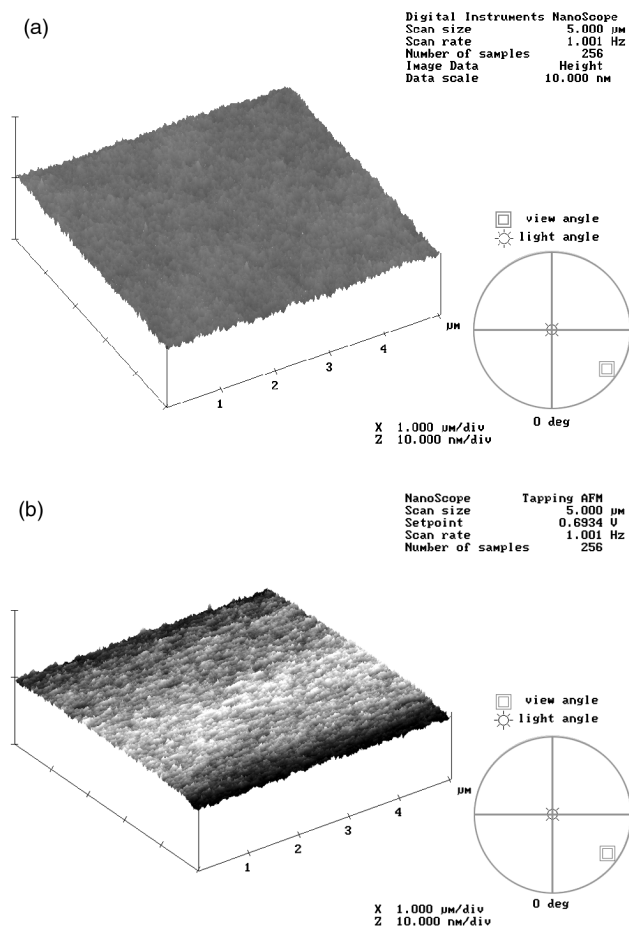 (a)
Digital Instruments NanoScope
Scan size 5.000 µm
Scan rate 1.001 Hz
Number of samples 256
Image Data Height
Data scale 10.000 nm
view angle
light angle
µm
4
3
2
1
0 deg
X 1.000 µm/div
Z 10.000 nm/div
(b)
NanoScope Tapping AFM
Scan size 5.000 µm
Setpoint 0.6934 V
Scan rate 1.001 Hz
Number of samples 256
view angle
light angle
µm
4
3
2
1
0 deg
X 1.000 µm/div
Z 10.000 nm/div